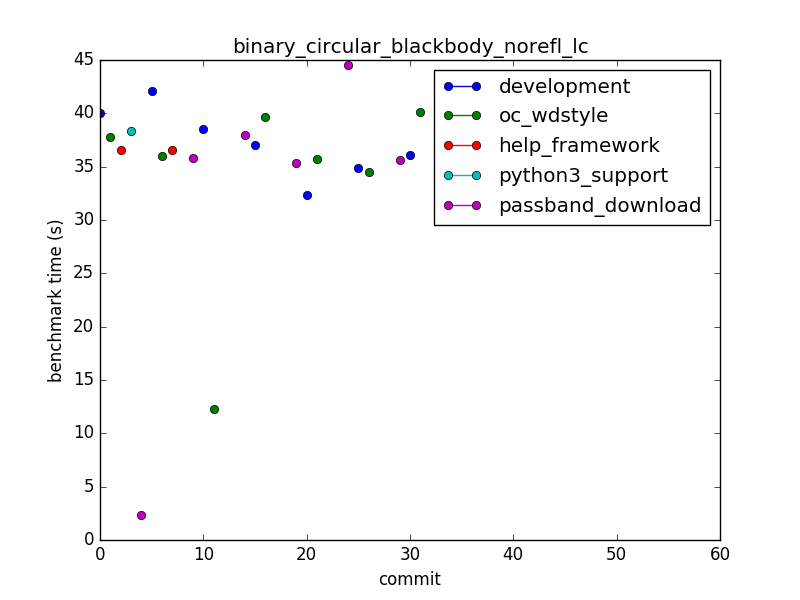 binary_circular_blackbody_norefl_lc
45
40
35
30
25
20
15
10
5
0
benchmark time (s)
development
oc_wdstyle
help_framework
python3_support
passband_download
0 10 20 30 40 50 60
commit